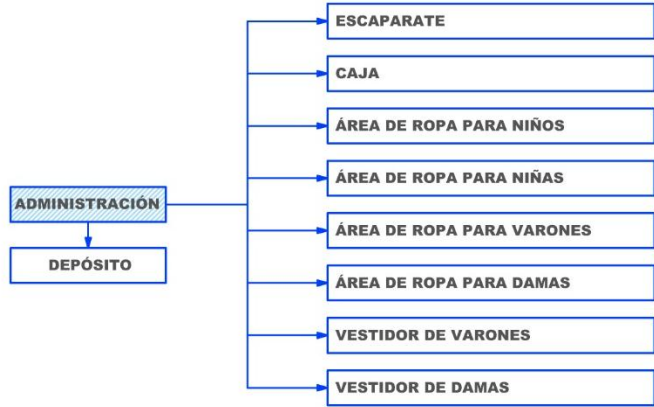 ESCAPARATE
CAJA
ÁREA DE ROPA PARA NIÑOS
ÁREA DE ROPA PARA NIÑAS
ADMINISTRACIÓN
ÁREA DE ROPA PARA VARONES
DEPÓSITO
ÁREA DE ROPA PARA DAMAS
VESTIDOR DE VARONES
VESTIDOR DE DAMAS